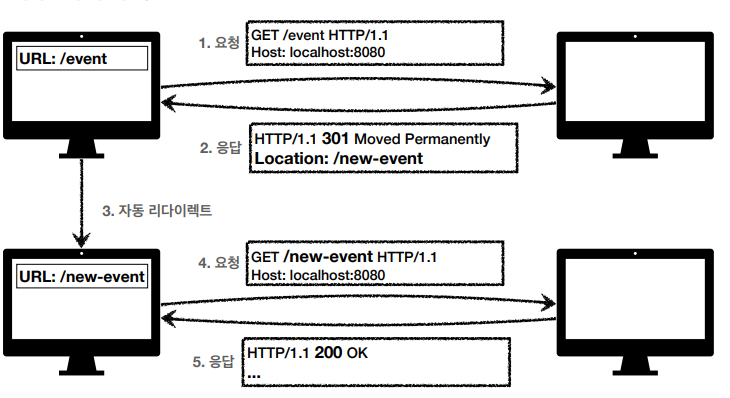 URL: /event
1. 요청
GET /event HTTP/1.1
Host: localhost:8080
2. 응답
HTTP/1.1 301 Moved Permanently
Location: /new-event
3. 자동 리다이렉트
URL: /new-event
4. 요청
GET /new-event HTTP/1.1
Host: localhost:8080
5. 응답
HTTP/1.1 200 OK
...